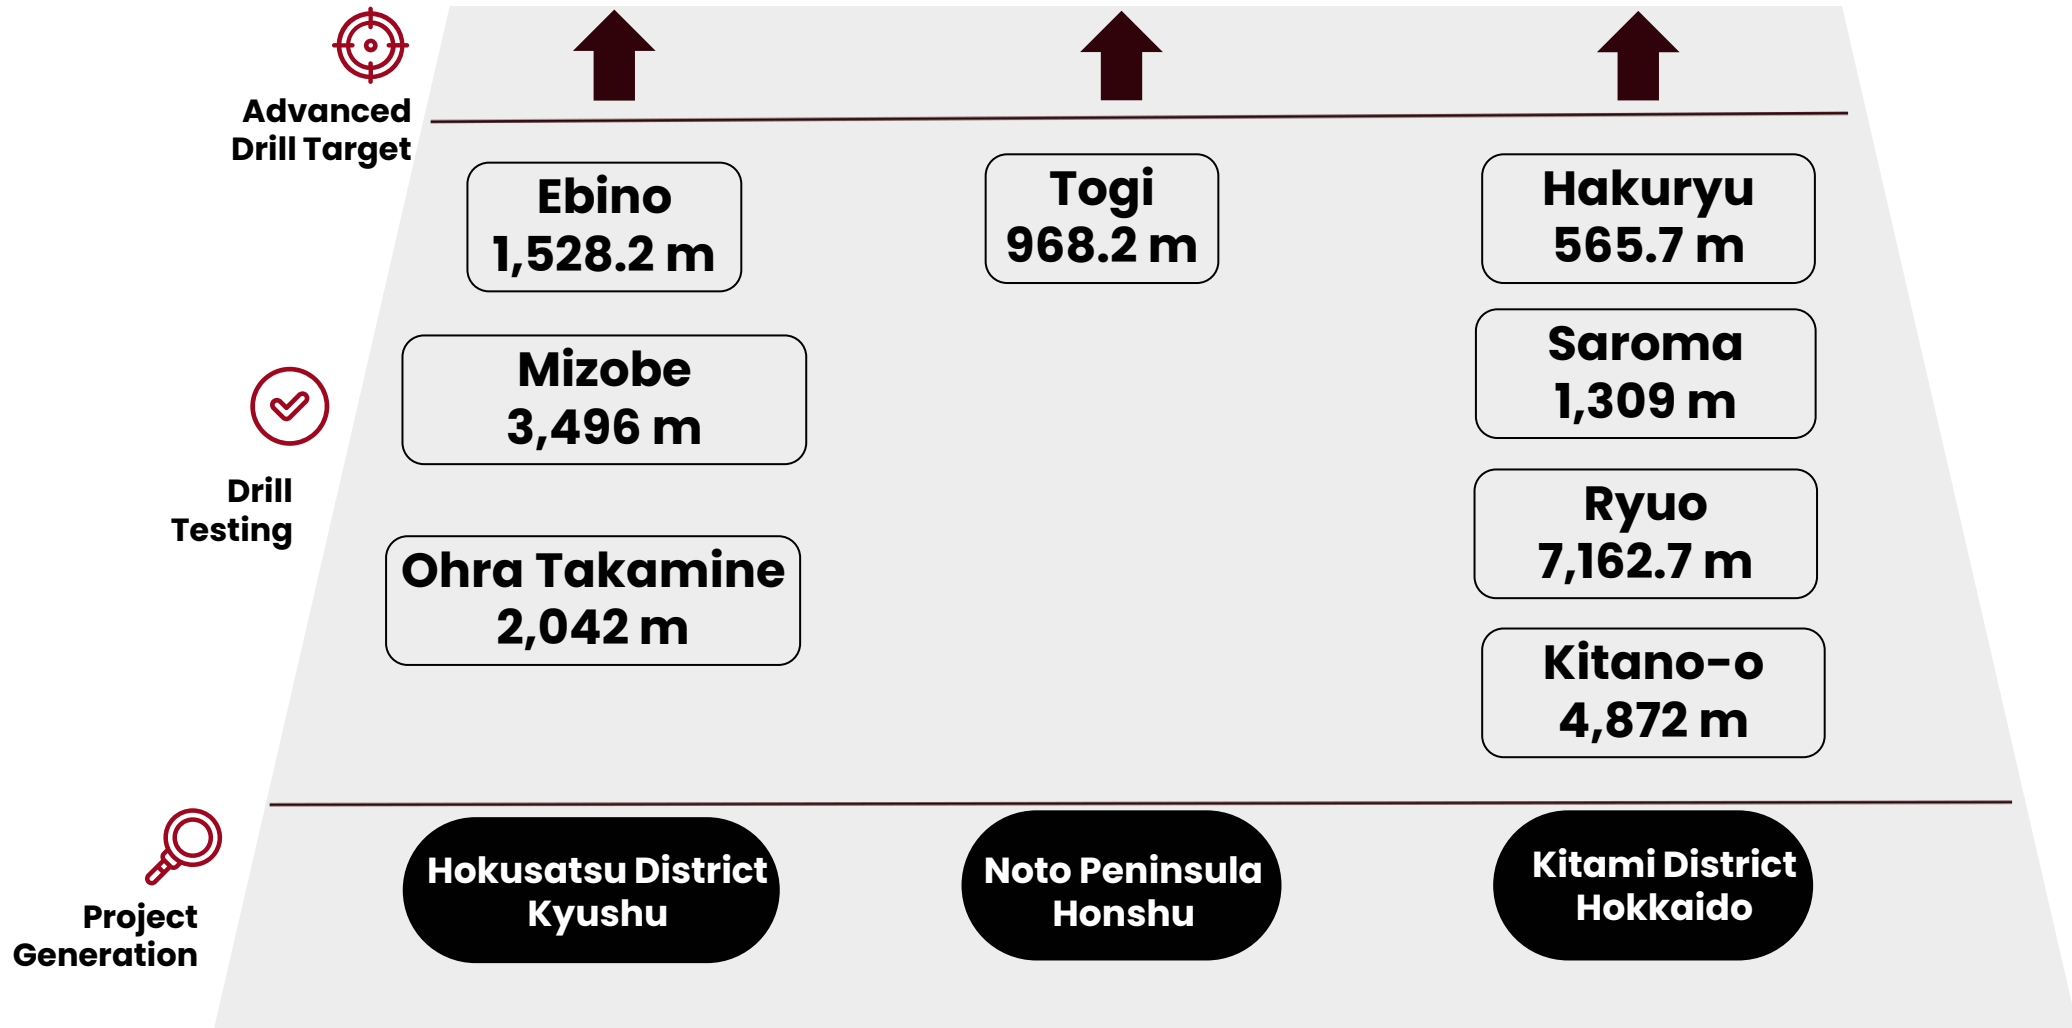 Advanced
Drill Target
Ebino
1,528.2 m
Togi
968.2 m
Hakuryu
565.7 m
Mizobe
3,496 m
Saroma
1,309 m
Drill
Testing
Ryuo
7,162.7 m
Ohra Takamine
2,042 m
Kitano-o
4,872 m
Project
Generation
Hokusatsu District
Kyushu
Noto Peninsula
Honshu
Kitami District
Hokkaido